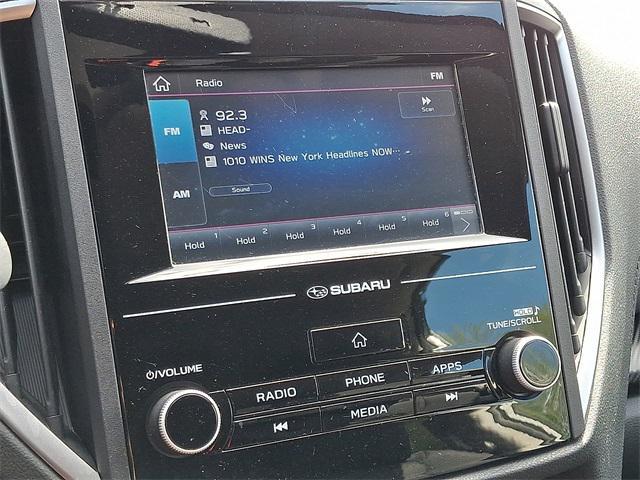 Radio
FM
FM
92.3
Scan
HEAD-
News
1010 WINS New York Headlines NOW…
AM
Sound
Hold 1 Hold 2 Hold 3 Hold 4 Hold 5 Hold 6
SUBARU
HOLD
TUNE/SCROLL
/VOLUME
RADIO PHONE APPS
MEDIA